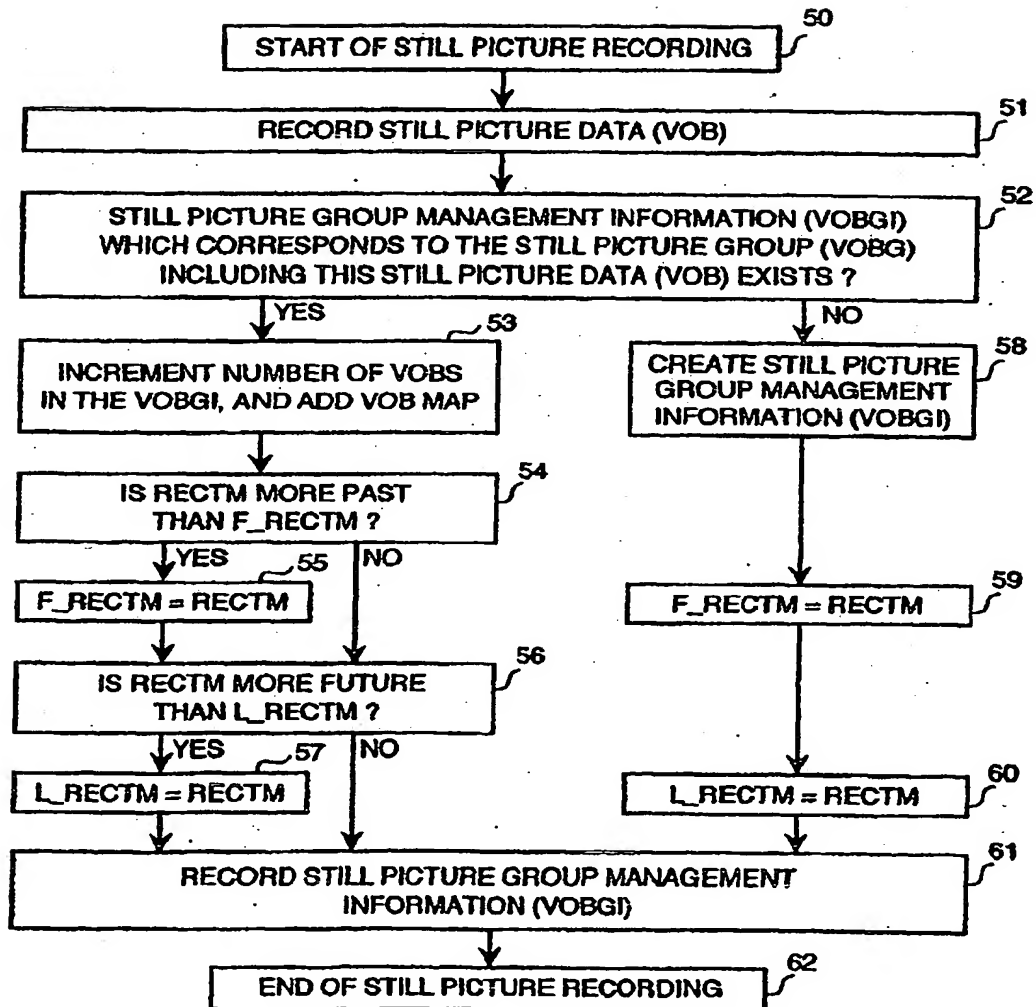 50
START OF STILL PICTURE RECORDING
51
RECORD STILL PICTURE DATA (VOB)
52
STILL PICTURE GROUP MANAGEMENT INFORMATION (VOBGI)
WHICH CORRESPONDS TO THE STILL PICTURE GROUP (VOBG)
INCLUDING THIS STILL PICTURE DATA (VOB) EXISTS ?
YES
NO
53
INCREMENT NUMBER OF VOBS
IN THE VOBGI, AND ADD VOB MAP
58
CREATE STILL PICTURE
GROUP MANAGEMENT
INFORMATION (VOBGI)
54
IS RECTM MORE PAST
THAN F_RECTM ?
YES
NO
55
F_RECTM = RECTM
59
F_RECTM = RECTM
56
IS RECTM MORE FUTURE
THAN L_RECTM ?
YES
NO
57
L_RECTM = RECTM
60
L_RECTM = RECTM
61
RECORD STILL PICTURE GROUP MANAGEMENT
INFORMATION (VOBGI)
62
END OF STILL PICTURE RECORDING